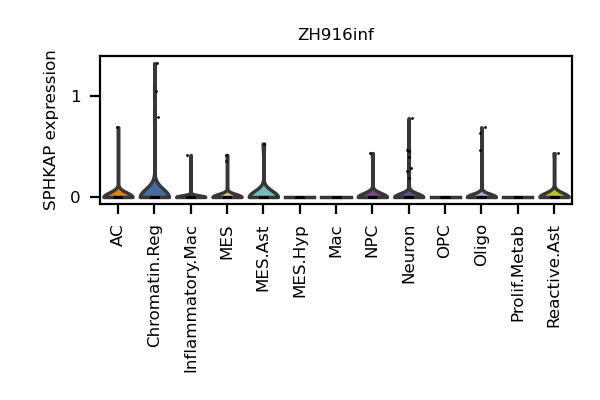 ZH916inf
SPHKAP expression
1
0
AC
Chromatin.Reg
Inflammatory.Mac
MES
MES.Ast
MES.Hyp
Mac
NPC
Neuron
OPC
Oligo
Prolif.Metab
Reactive.Ast